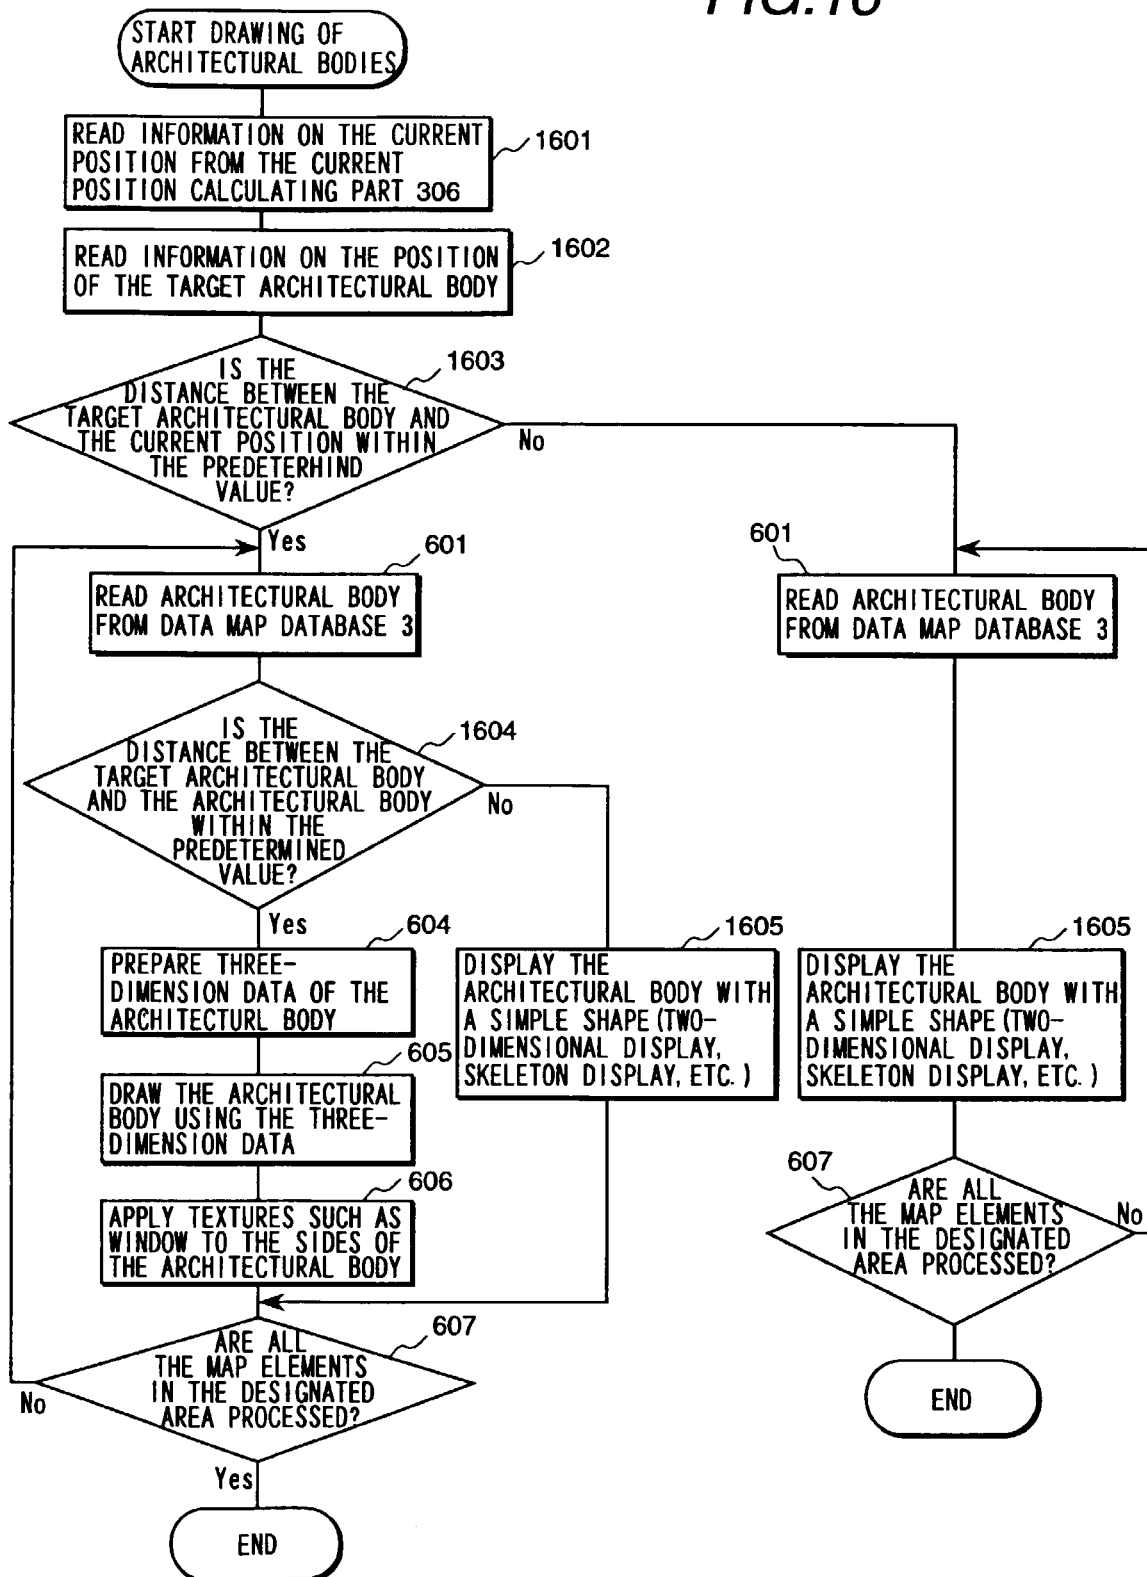 FIG.16
START DRAWING OF
ARCHITECTURAL BODIES
READ INFORMATION ON THE CURRENT
POSITION FROM THE CURRENT
POSITION CALCULATING PART 306
1601
READ INFORMATION ON THE POSITION
OF THE TARGET ARCHITECTURAL BODY
1602
IS THE
DISTANCE BETWEEN THE
TARGET ARCHITECTURAL BODY AND
THE CURRENT POSITION WITHIN
THE PREDETERHIND
VALUE?
1603
No
Yes
601
READ ARCHITECTURAL BODY
FROM DATA MAP DATABASE 3
601
READ ARCHITECTURAL BODY
FROM DATA MAP DATABASE 3
IS THE
DISTANCE BETWEEN THE
TARGET ARCHITECTURAL BODY
AND THE ARCHITECTURAL BODY
WITHIN THE
PREDETERMINED
VALUE?
1604
No
Yes
604
PREPARE THREE-
DIMENSION DATA OF THE
ARCHITECTURL BODY
605
DRAW THE ARCHITECTURAL
BODY USING THE THREE-
DIMENSION DATA
606
APPLY TEXTURES SUCH AS
WINDOW TO THE SIDES OF
THE ARCHITECTURAL BODY
1605
DISPLAY THE
ARCHITECTURAL BODY WITH
A SIMPLE SHAPE(TWO-
DIMENSIONAL DISPLAY,
SKELETON DISPLAY, ETC.)
1605
DISPLAY THE
ARCHITECTURAL BODY WITH
A SIMPLE SHAPE(TWO-
DIMENSIONAL DISPLAY,
SKELETON DISPLAY, ETC.)
607
ARE ALL
THE MAP ELEMENTS
IN THE DESIGNATED
AREA PROCESSED?
No
Yes
END
607
ARE ALL
THE MAP ELEMENTS
IN THE DESIGNATED
AREA PROCESSED?
No
END